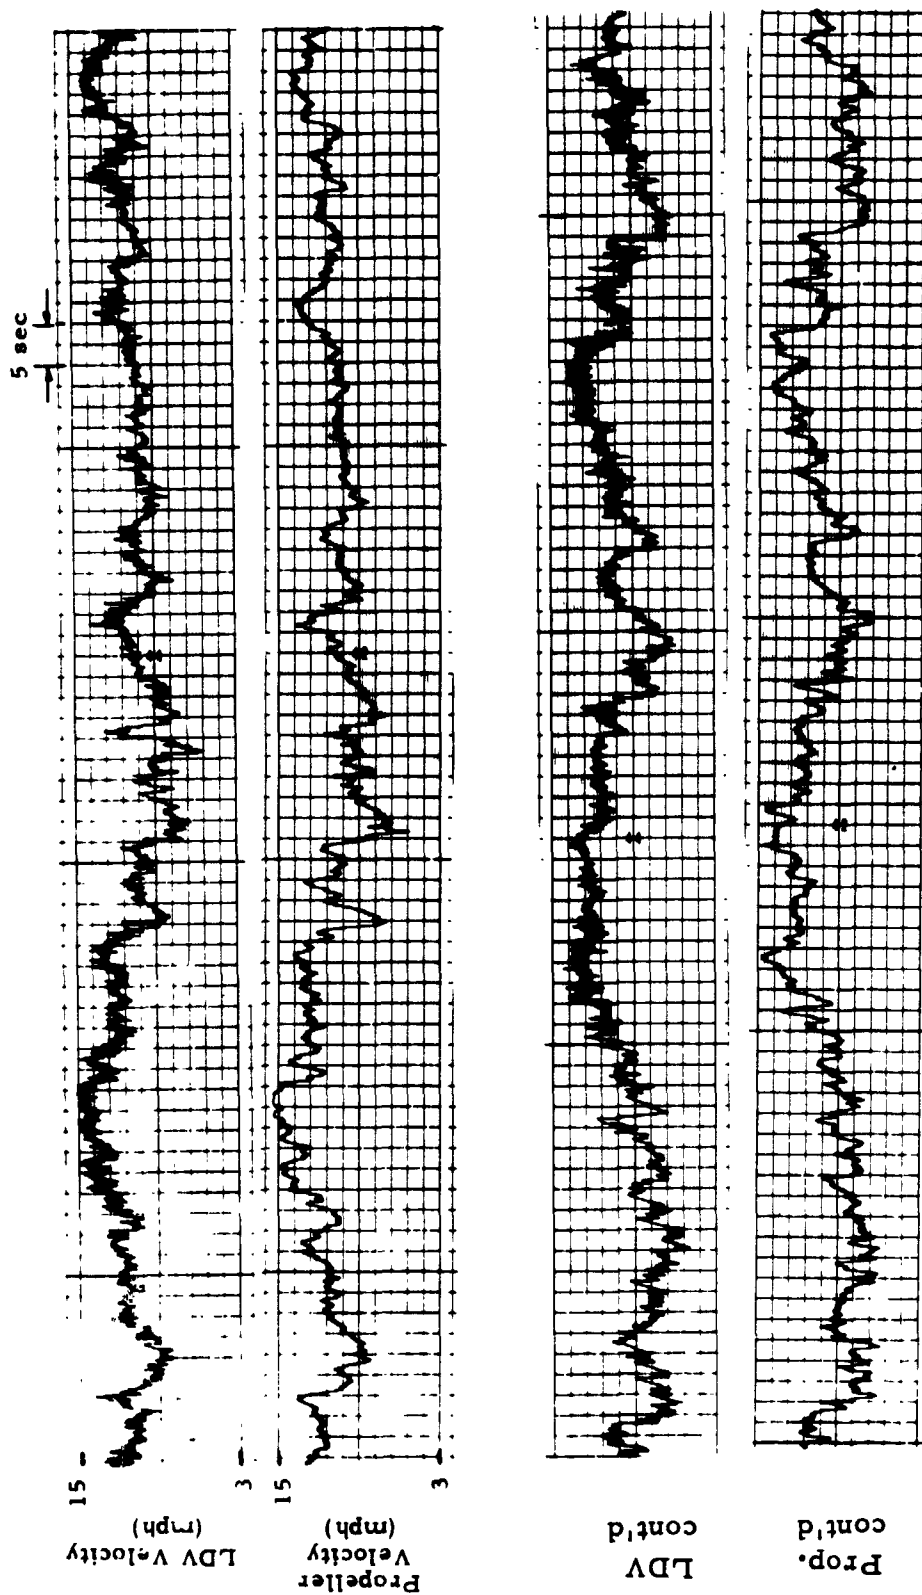 5 sec
15
3
LDV Velocity
(mph)
15
3
Propeller
Velocity
(mph)
LDV
cont'd
Prop.
cont'd